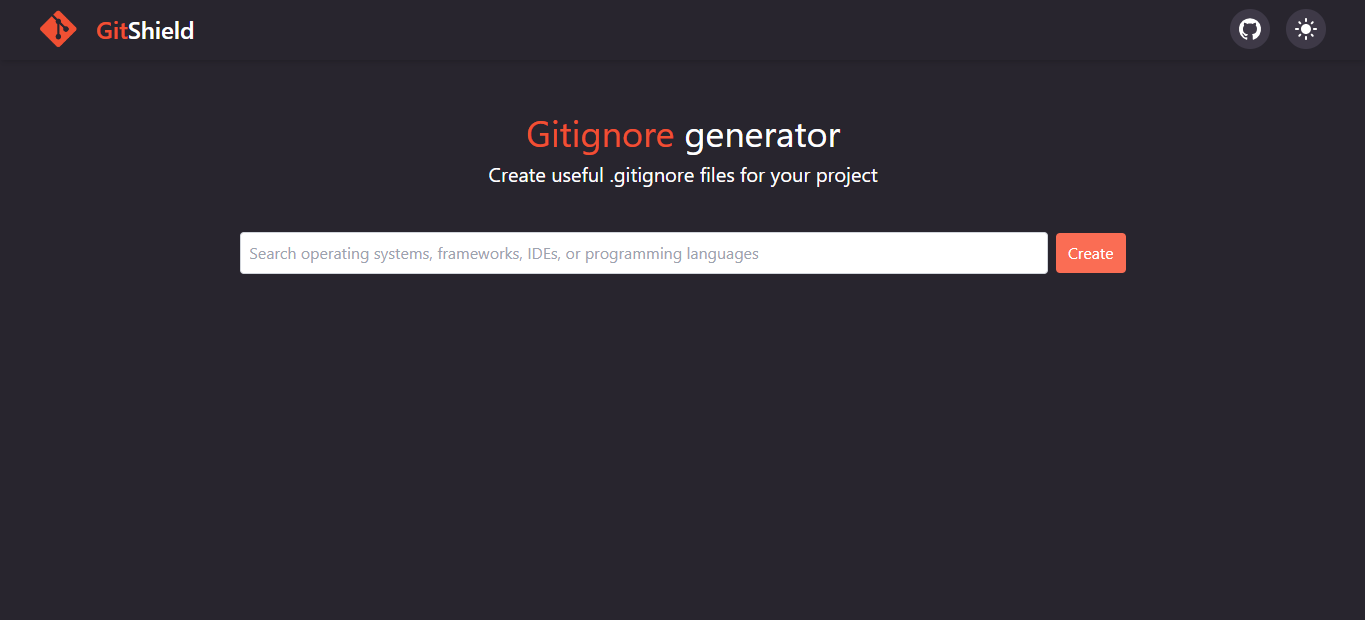 GitShield
Gitignore generator
Create useful .gitignore files for your project
Search operating systems, frameworks, IDEs, or programming languages
Create